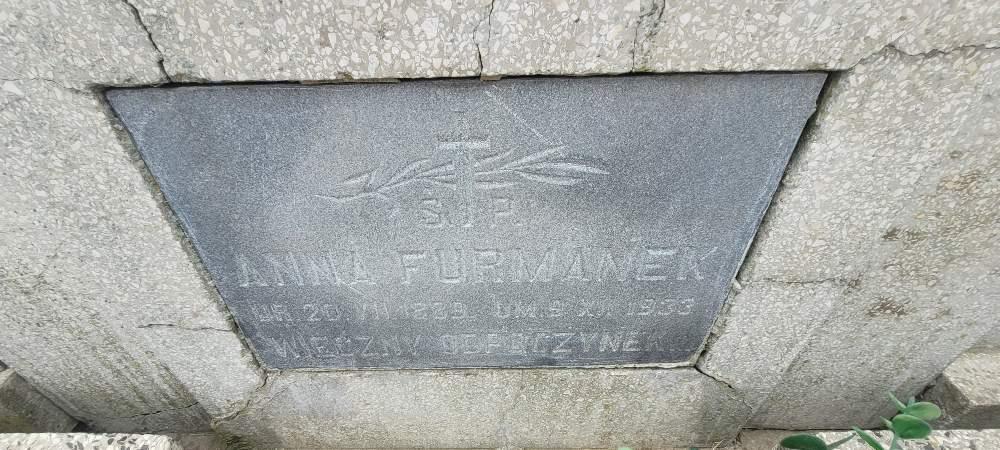 Ś. P.
ANNA FURMANEK
UR. 20 VII 1889. UM. 9 XII 1933
WIECZNY ODPOCZYNEK